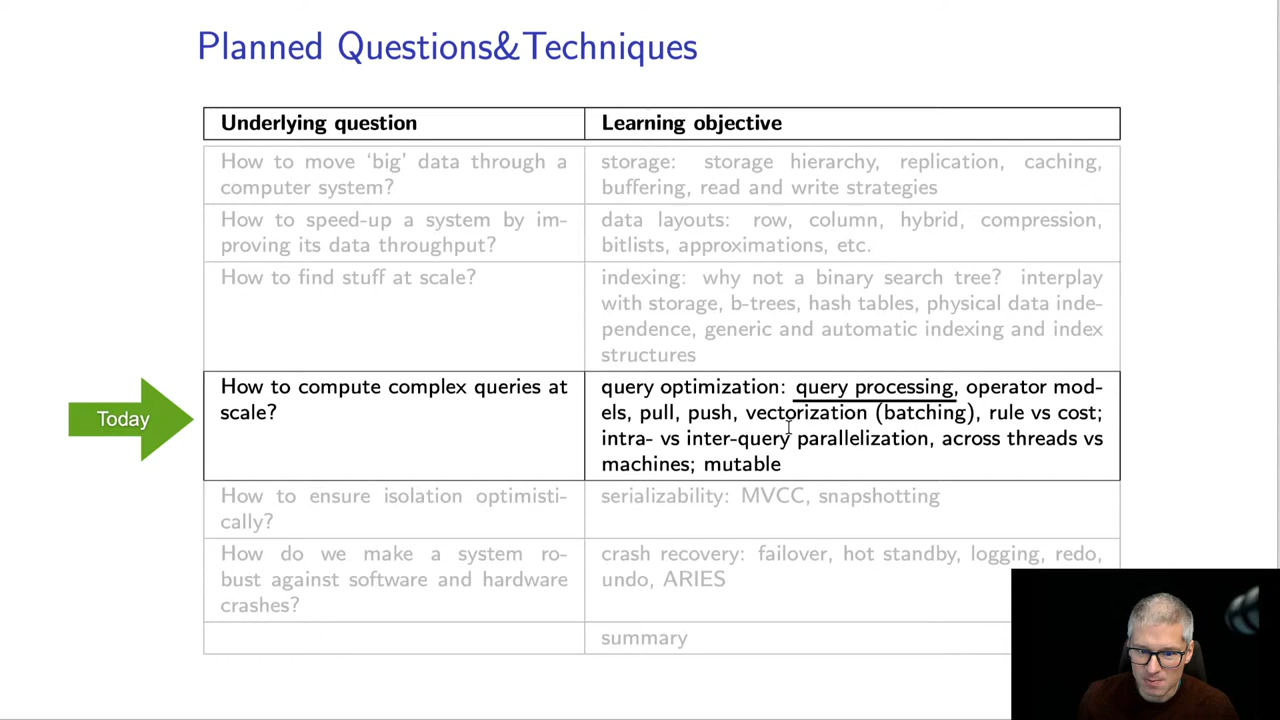 Planned Questions&Techniques
Underlying question
Learning objective
How to move ‘big’ data through a
computer system?
storage: storage hierarchy, replication, caching,
buffering, read and write strategies
How to speed-up a system by im-
proving its data throughput?
data layouts: row, column, hybrid, compression,
bitlists, approximations, etc.
How to find stuff at scale?
indexing: why not a binary search tree? interplay
with storage, b-trees, hash tables, physical data inde-
pendence, generic and automatic indexing and index
structures
Today
How to compute complex queries at
scale?
query optimization: query processing, operator mod-
els, pull, push, vectorization (batching), rule vs cost;
intra- vs inter-query parallelization, across threads vs
machines; mutable
How to ensure isolation optimisti-
cally?
serializability: MVCC, snapshotting
How do we make a system ro-
bust against software and hardware
crashes?
crash recovery: failover, hot standby, logging, redo,
undo, ARIES
summary